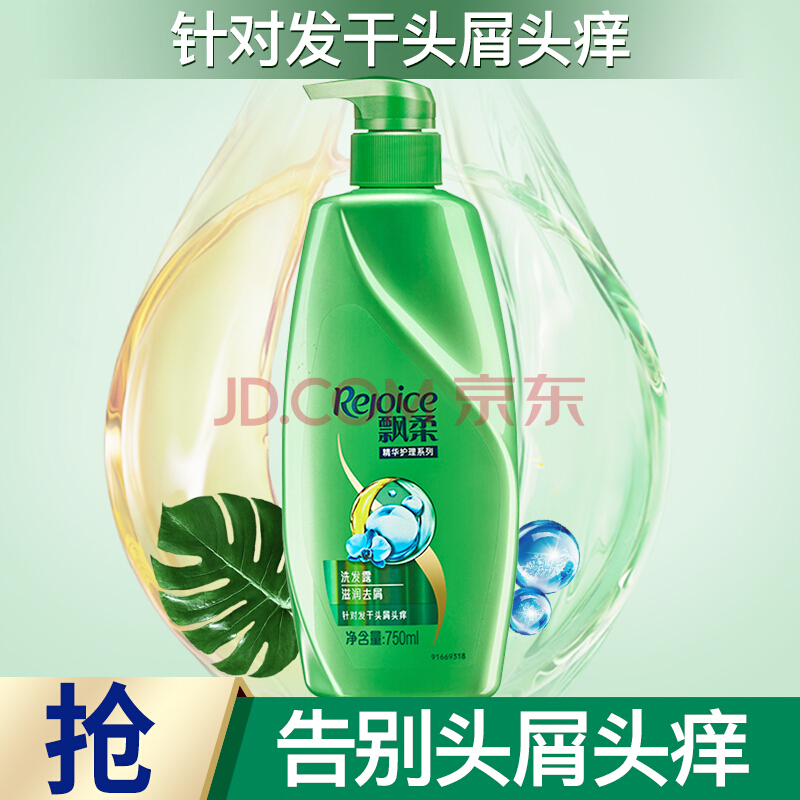 针对发干头屑头痒
JD.COM 京东
Rejoice
飘柔
精华护理系列
洗发露
滋润去屑
针对发干头屑头痒
净含量:750ml
91669318
抢
告别头屑头痒